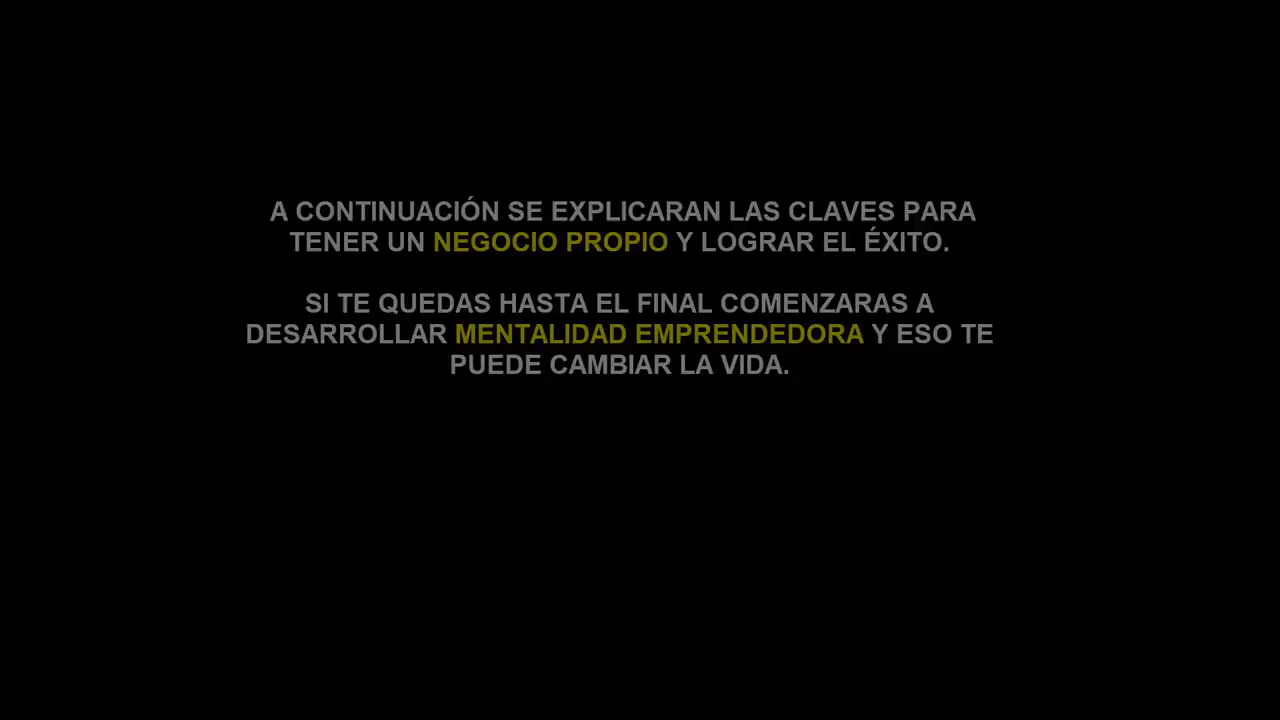 A CONTINUACIÓN SE EXPLICARAN LAS CLAVES PARA
TENER UN NEGOCIO PROPIO Y LOGRAR EL ÉXITO.
SI TE QUEDAS HASTA EL FINAL COMENZARAS A
DESARROLLAR MENTALIDAD EMPRENDEDORA Y ESO TE
PUEDE CAMBIAR LA VIDA.